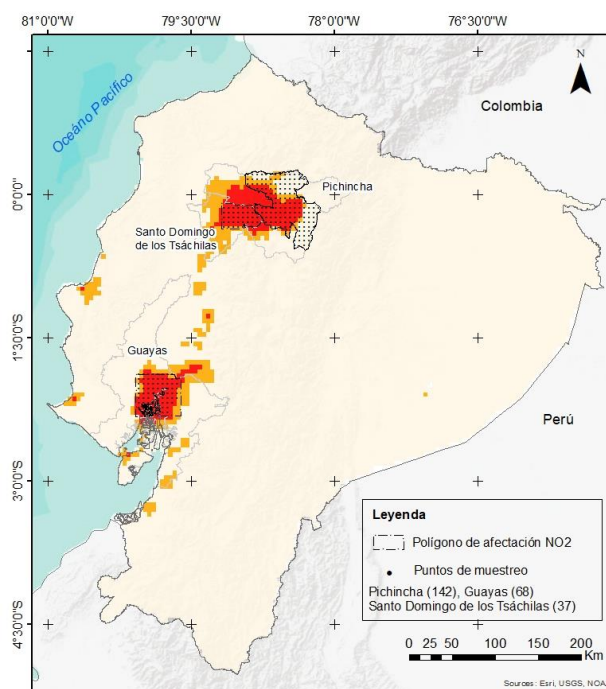 81°0'0"O 79°30'0"O 78°0'0"O 76°30'0"O
N
Océano Pacífico
Colombia
0°0'0"
Pichincha
Santo Domingo
de los Tsáchilas
1°30'0"S
Guayas
Perú
3°0'0"S
Leyenda
Polígono de afectación NO2
Puntos de muestreo
Pichincha (142), Guayas (68)
Santo Domingo de los Tsáchilas (37)
4°30'0"S
0 25 50 100 150 200
Km
Sources: Esri, USGS, NOA